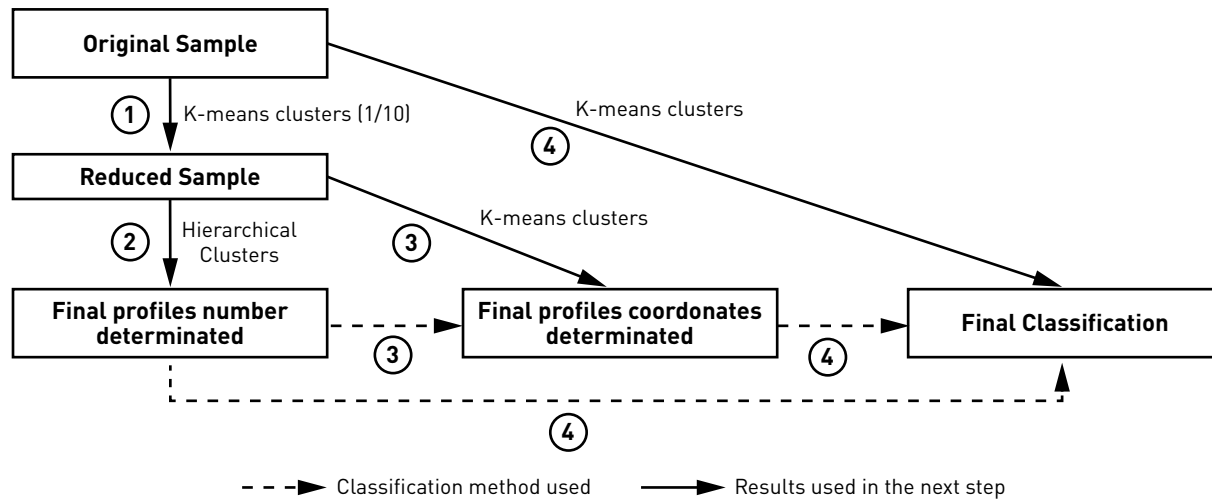 Original Sample
1
K-means clusters (1/10)
K-means clusters
4
Reduced Sample
2
Hierarchical
Clusters
K-means clusters
3
Final profiles number
determinated
3
Final profiles coordonates
determinated
4
Final Classification
4
Classification method used
Results used in the next step